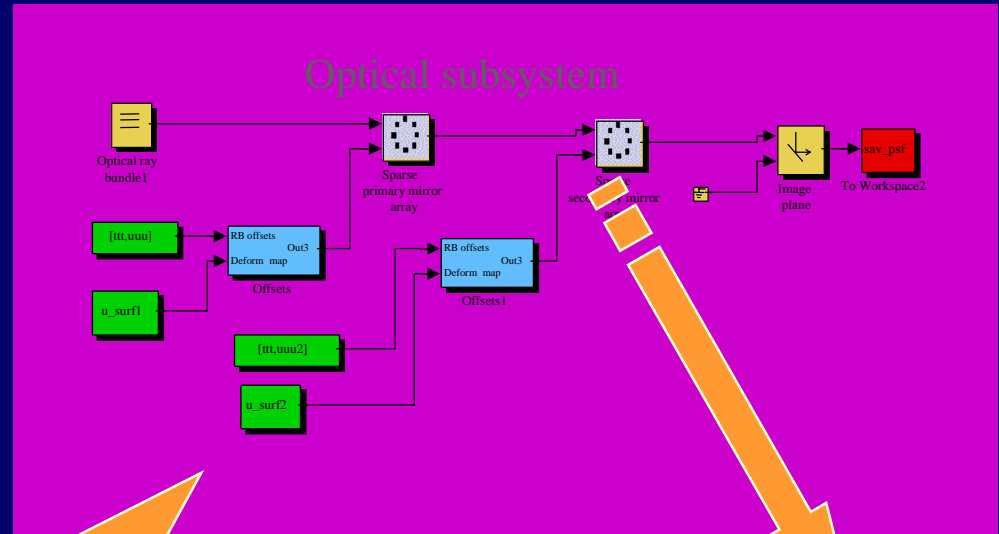 Optical subsystem
Optical ray
bundle1
Sparse
primary mirror
array
mirror
Image
plane
sav_psf
To Workspace2
[ttt,uuu]
RB offsets
Out3
Deform map
Offsets
u_surf1
RB offsets
Out3
Deform map
Offsets1
[ttt,uuu2]
u_surf2